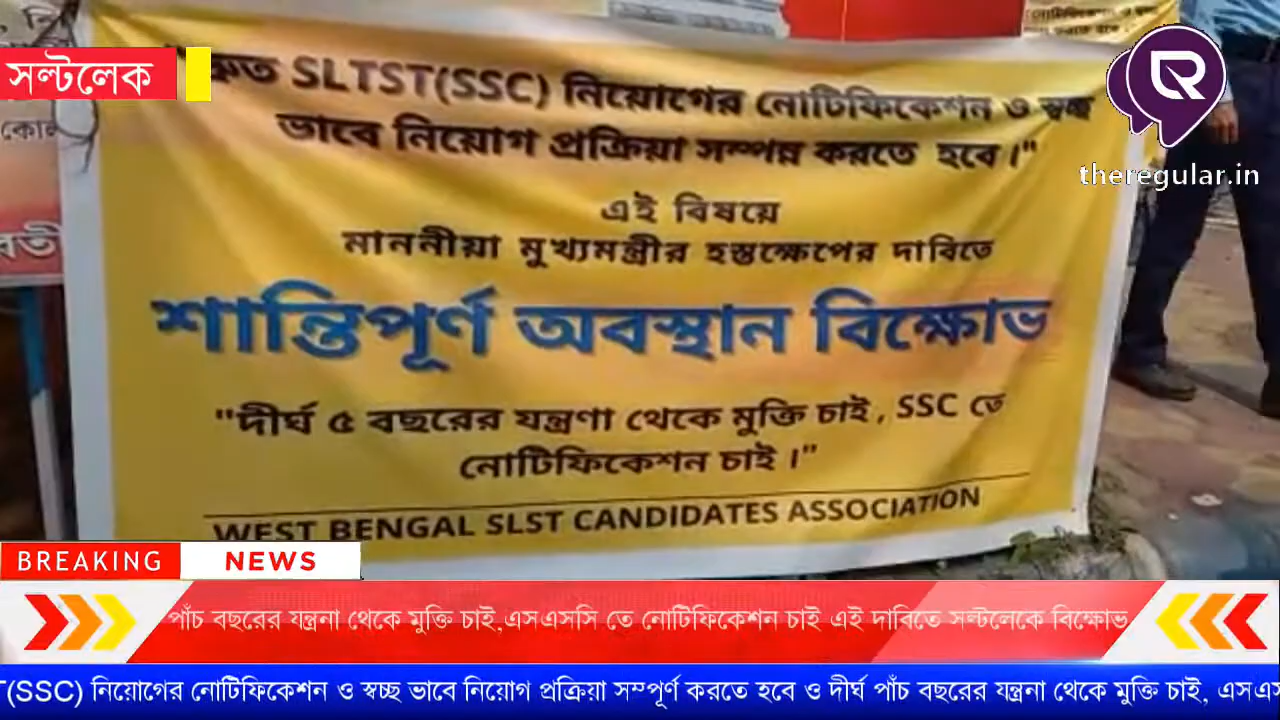 সল্টলেক
SLTST(SSC) নিয়োগের নোটিফিকেশন ও স্বচ্ছ
ভাবে নিয়োগ প্রক্রিয়া সম্পন্ন করতে হবে।"
এই বিষয়ে
মাননীয়া মুখ্যমন্ত্রীর হস্তক্ষেপের দাবিতে
শান্তিপূর্ণ অবস্থান বিক্ষোভ
"দীর্ঘ ৫ বছরের যন্ত্রণা থেকে মুক্তি চাই, SSC তে
নোটিফিকেশন চাই।"
WEST BENGAL SLST CANDIDATES ASSOCIATION
theregular.in
BREAKING NEWS
পাঁচ বছরের যন্ত্রনা থেকে মুক্তি চাই,এসএসসি তে নোটিফিকেশন চাই এই দাবিতে সল্টলেকে বিক্ষোভ
(SSC) নিয়োগের নোটিফিকেশন ও স্বচ্ছ ভাবে নিয়োগ প্রক্রিয়া সম্পূর্ণ করতে হবে ও দীর্ঘ পাঁচ বছরের যন্ত্রনা থেকে মুক্তি চাই,